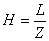 H = L/Z